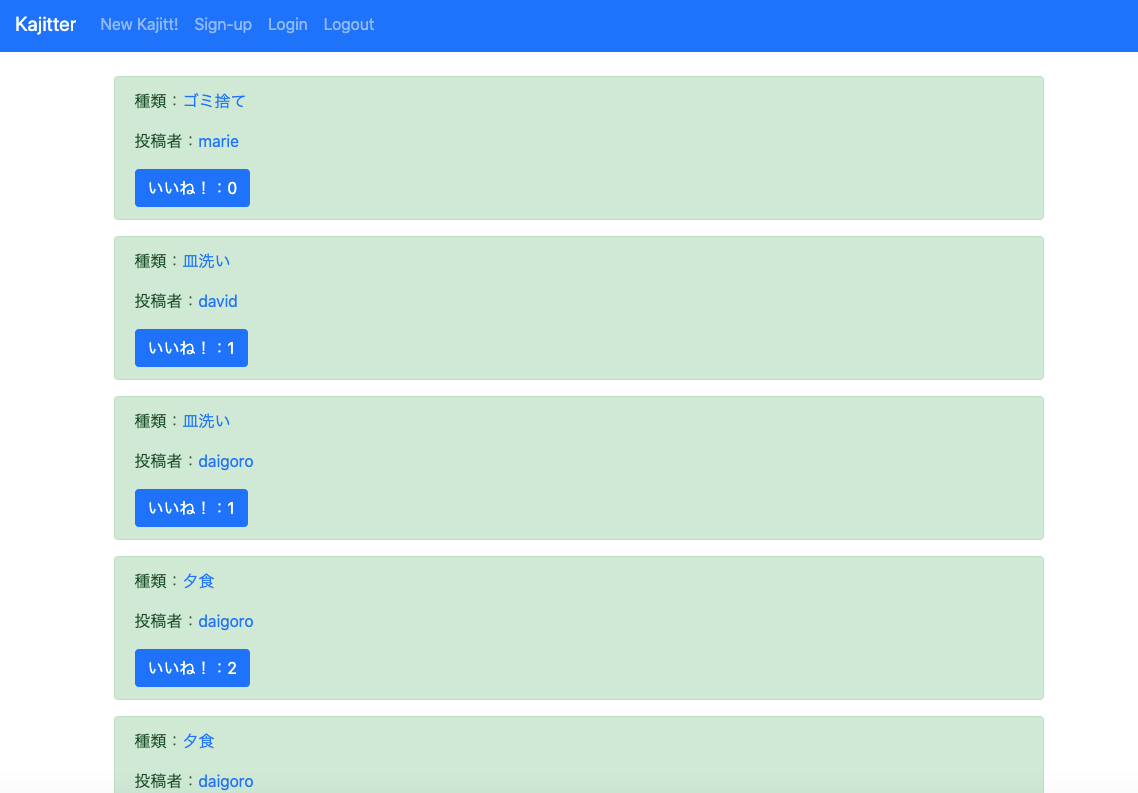 Kajitter New Kajitt! Sign-up Login Logout
種類：ゴミ捨て
投稿者：marie
いいね！：0
種類：皿洗い
投稿者：david
いいね！：1
種類：皿洗い
投稿者：daigoro
いいね！：1
種類：夕食
投稿者：daigoro
いいね！：2
種類：夕食
投稿者：daigoro